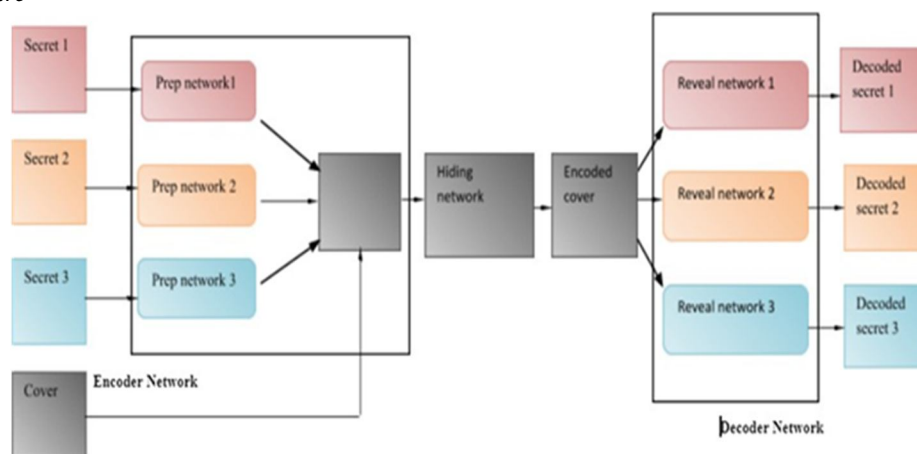 Secret 1
Prep network1
Reveal network 1
Decoded
secret 1
Secret 2
Prep network 2
Hiding
network
Encoded
cover
Reveal network 2
Decoded
secret 2
Secret 3
Prep network 3
Reveal network 3
Decoded
secret 3
Cover
Encoder Network
Decoder Network